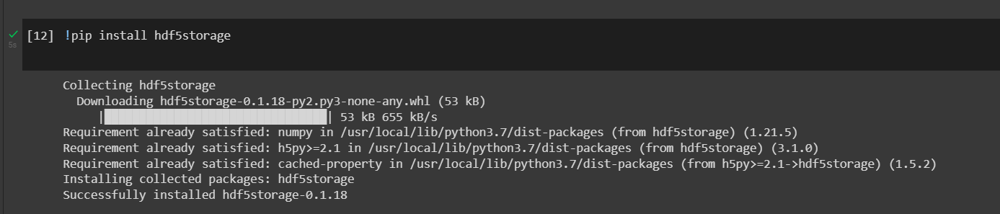 [12] !pip install hdf5storage
5s
Collecting hdf5storage
Downloading hdf5storage-0.1.18-py2.py3-none-any.whl (53 kB)
|████████████████████████████████| 53 kB 655 kB/s
Requirement already satisfied: numpy in /usr/local/lib/python3.7/dist-packages (from hdf5storage) (1.21.5)
Requirement already satisfied: h5py>=2.1 in /usr/local/lib/python3.7/dist-packages (from hdf5storage) (3.1.0)
Requirement already satisfied: cached-property in /usr/local/lib/python3.7/dist-packages (from h5py>=2.1->hdf5storage) (1.5.2)
Installing collected packages: hdf5storage
Successfully installed hdf5storage-0.1.18